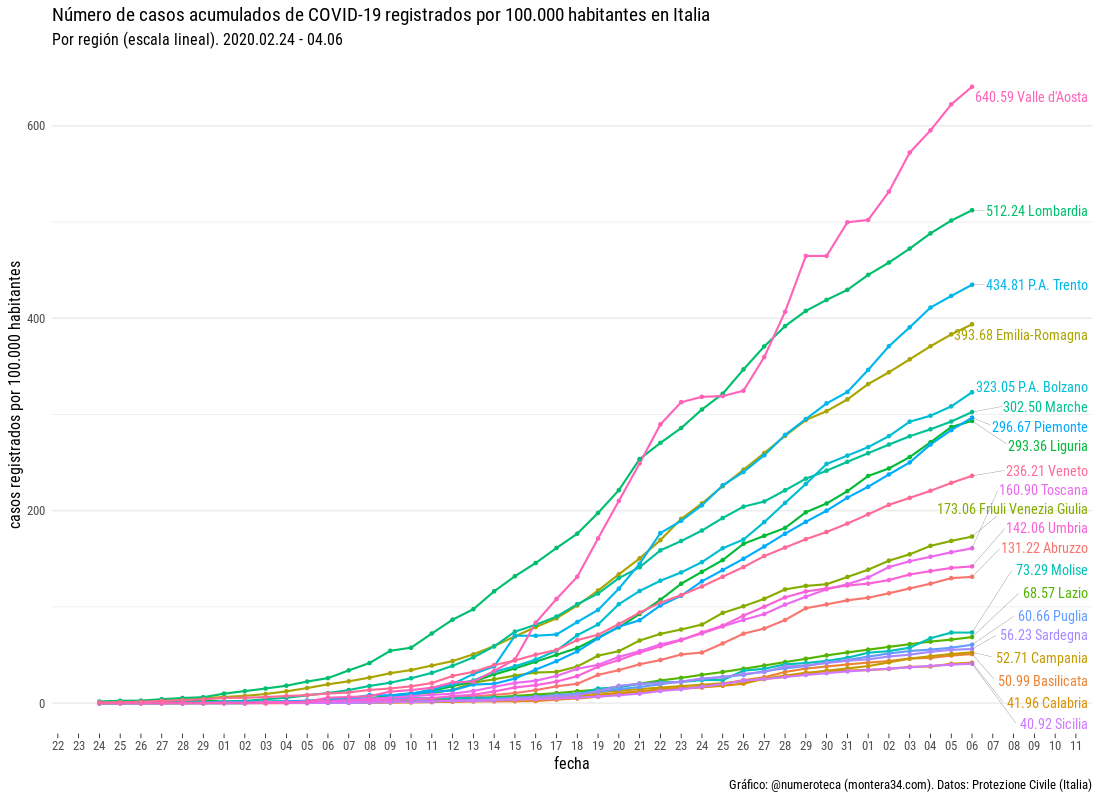 Número de casos acumulados de COVID-19 registrados por 100.000 habitantes en Italia
Por región (escala lineal). 2020.02.24 - 04.06
casos registrados por 100.000 habitantes
600
400
200
0
640.59 Valle d'Aosta
512.24 Lombardia
434.81 P.A. Trento
393.68 Emilia-Romagna
323.05 P.A. Bolzano
302.50 Marche
296.67 Piemonte
293.36 Liguria
236.21 Veneto
160.90 Toscana
173.06 Friuli Venezia Giulia
142.06 Umbria
131.22 Abruzzo
73.29 Molise
68.57 Lazio
60.66 Puglia
56.23 Sardegna
52.71 Campania
50.99 Basilicata
41.96 Calabria
40.92 Sicilia
22 23 24 25 26 27 28 29 01 02 03 04 05 06 07 08 09 10 11 12 13 14 15 16 17 18 19 20 21 22 23 24 25 26 27 28 29 30 31 01 02 03 04 05 06 07 08 09 10 11
fecha
Gráfico: @numeroteca (montera34.com). Datos: Protezione Civile (Italia)